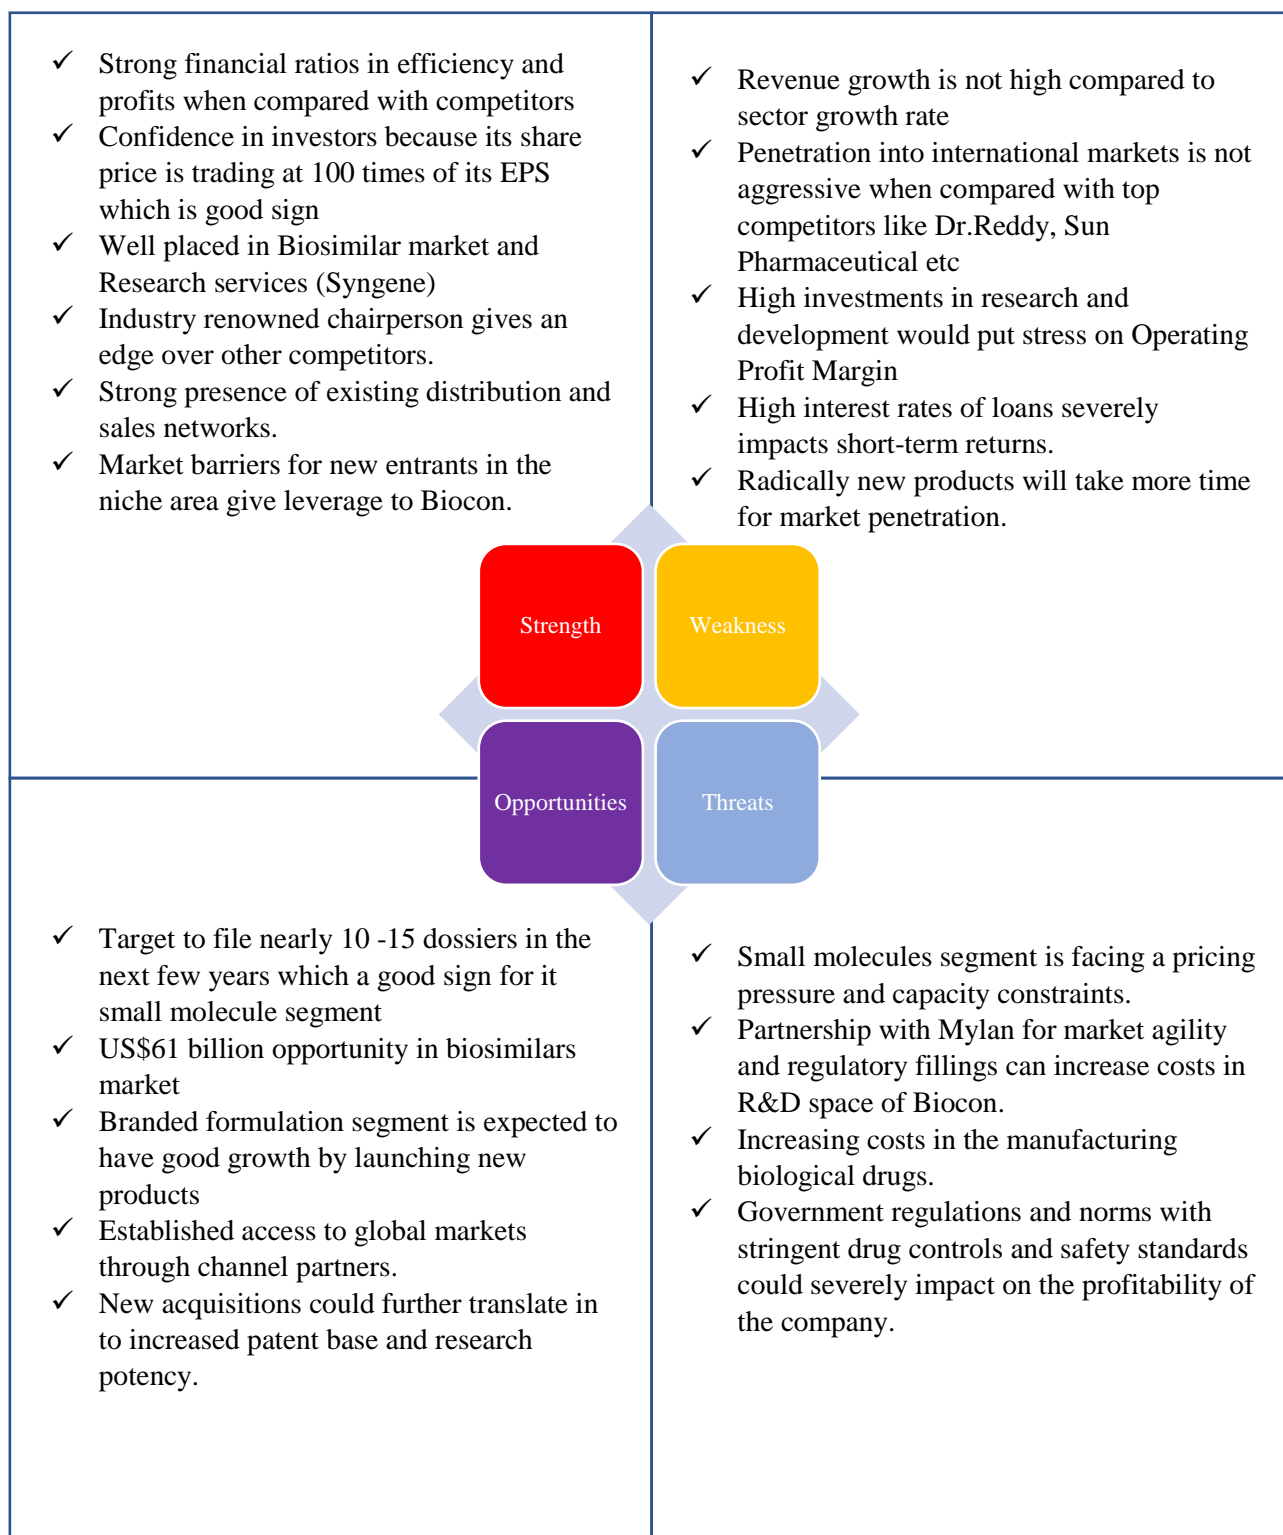 ✓ Strong financial ratios in efficiency and
profits when compared with competitors
✓ Confidence in investors because its share
price is trading at 100 times of its EPS
which is good sign
✓ Well placed in Biosimilar market and
Research services (Syngene)
✓ Industry renowned chairperson gives an
edge over other competitors.
✓ Strong presence of existing distribution and
sales networks.
✓ Market barriers for new entrants in the
niche area give leverage to Biocon.
✓ Revenue growth is not high compared to
sector growth rate
✓ Penetration into international markets is not
aggressive when compared with top
competitors like Dr.Reddy, Sun
Pharmaceutical etc
✓ High investments in research and
development would put stress on Operating
Profit Margin
✓ High interest rates of loans severely
impacts short-term returns.
✓ Radically new products will take more time
for market penetration.
Strength
Weakness
Opportunities
Threats
✓ Target to file nearly 10 -15 dossiers in the
next few years which a good sign for it
small molecule segment
✓ US$61 billion opportunity in biosimilars
market
✓ Branded formulation segment is expected to
have good growth by launching new
products
✓ Established access to global markets
through channel partners.
✓ New acquisitions could further translate in
to increased patent base and research
potency.
✓ Small molecules segment is facing a pricing
pressure and capacity constraints.
✓ Partnership with Mylan for market agility
and regulatory fillings can increase costs in
R&D space of Biocon.
✓ Increasing costs in the manufacturing
biological drugs.
✓ Government regulations and norms with
stringent drug controls and safety standards
could severely impact on the profitability of
the company.